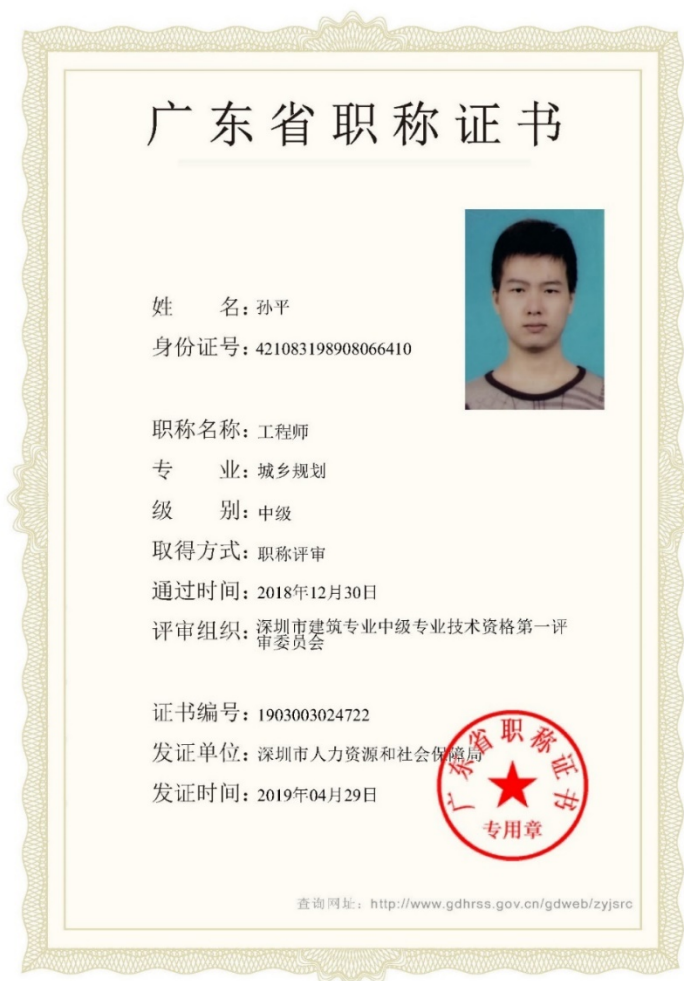 广东省职称证书
姓 名：孙平
身份证号：421083198908066410
职称名称：工程师
专 业：城乡规划
级 别：中级
取得方式：职称评审
通过时间：2018年12月30日
评审组织：深圳市建筑专业中级专业技术资格第一评
审委员会
证书编号：1903003024722
发证单位：深圳市人力资源和社会保障局
发证时间：2019年04月29日
广东省职称证书
专用章
查询网址：http://www.gdhrss.gov.cn/gdweb/zyjsrc